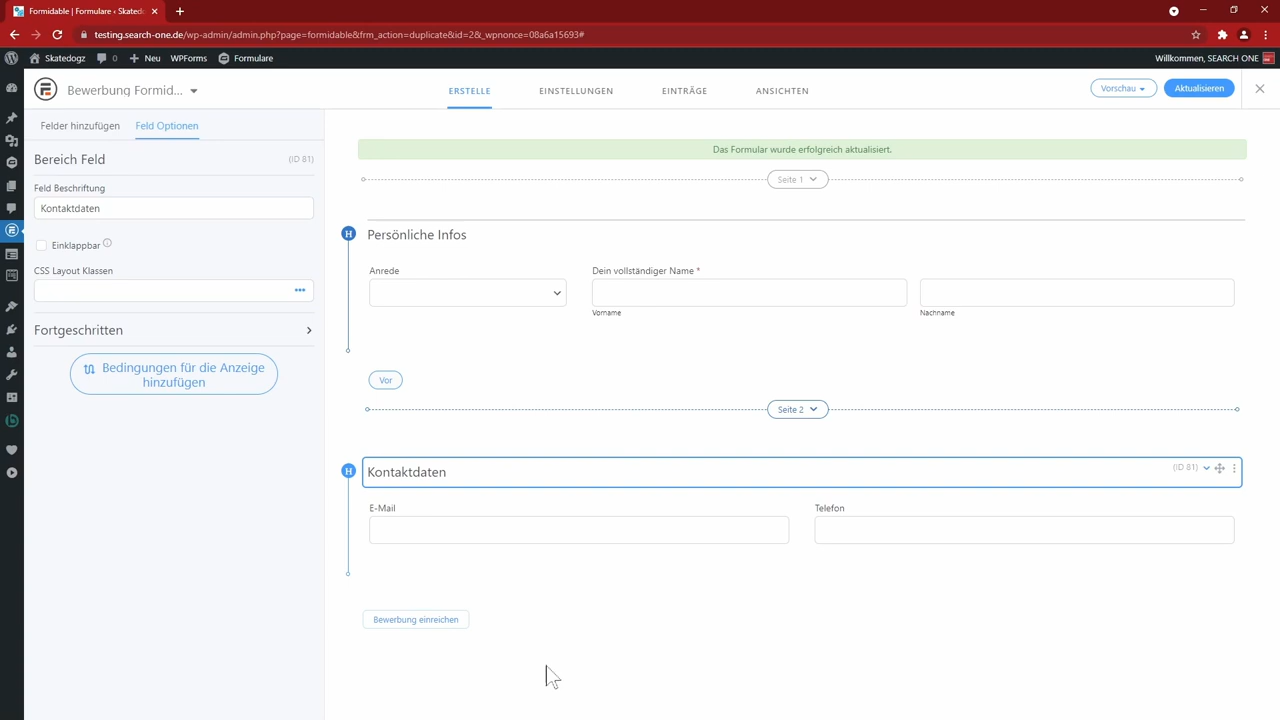 Formidable | Formulare ‹ Skatedo
testing.search-one.de/wp-admin/admin.php?page=formidable&frm_action=duplicate&id=2&_wpnonce=08a6a15693#
Skatedogz 0 Neu WPForms Formulare Willkommen, SEARCH ONE
Bewerbung Formid... ERSTELLE EINSTELLUNGEN EINTRÄGE ANSICHTEN Vorschau Aktualisieren
Felder hinzufügen Feld Optionen
Das Formular wurde erfolgreich aktualisiert.
Bereich Feld (ID 81)
Seite 1
Feld Beschriftung
Kontaktdaten
H Persönliche Infos
Einklappbar
CSS Layout Klassen
Anrede Dein vollständiger Name *
Vorname Nachname
Fortgeschritten
Bedingungen für die Anzeige
hinzufügen
Vor
Seite 2
H Kontaktdaten (ID 81)
E-Mail Telefon
Bewerbung einreichen